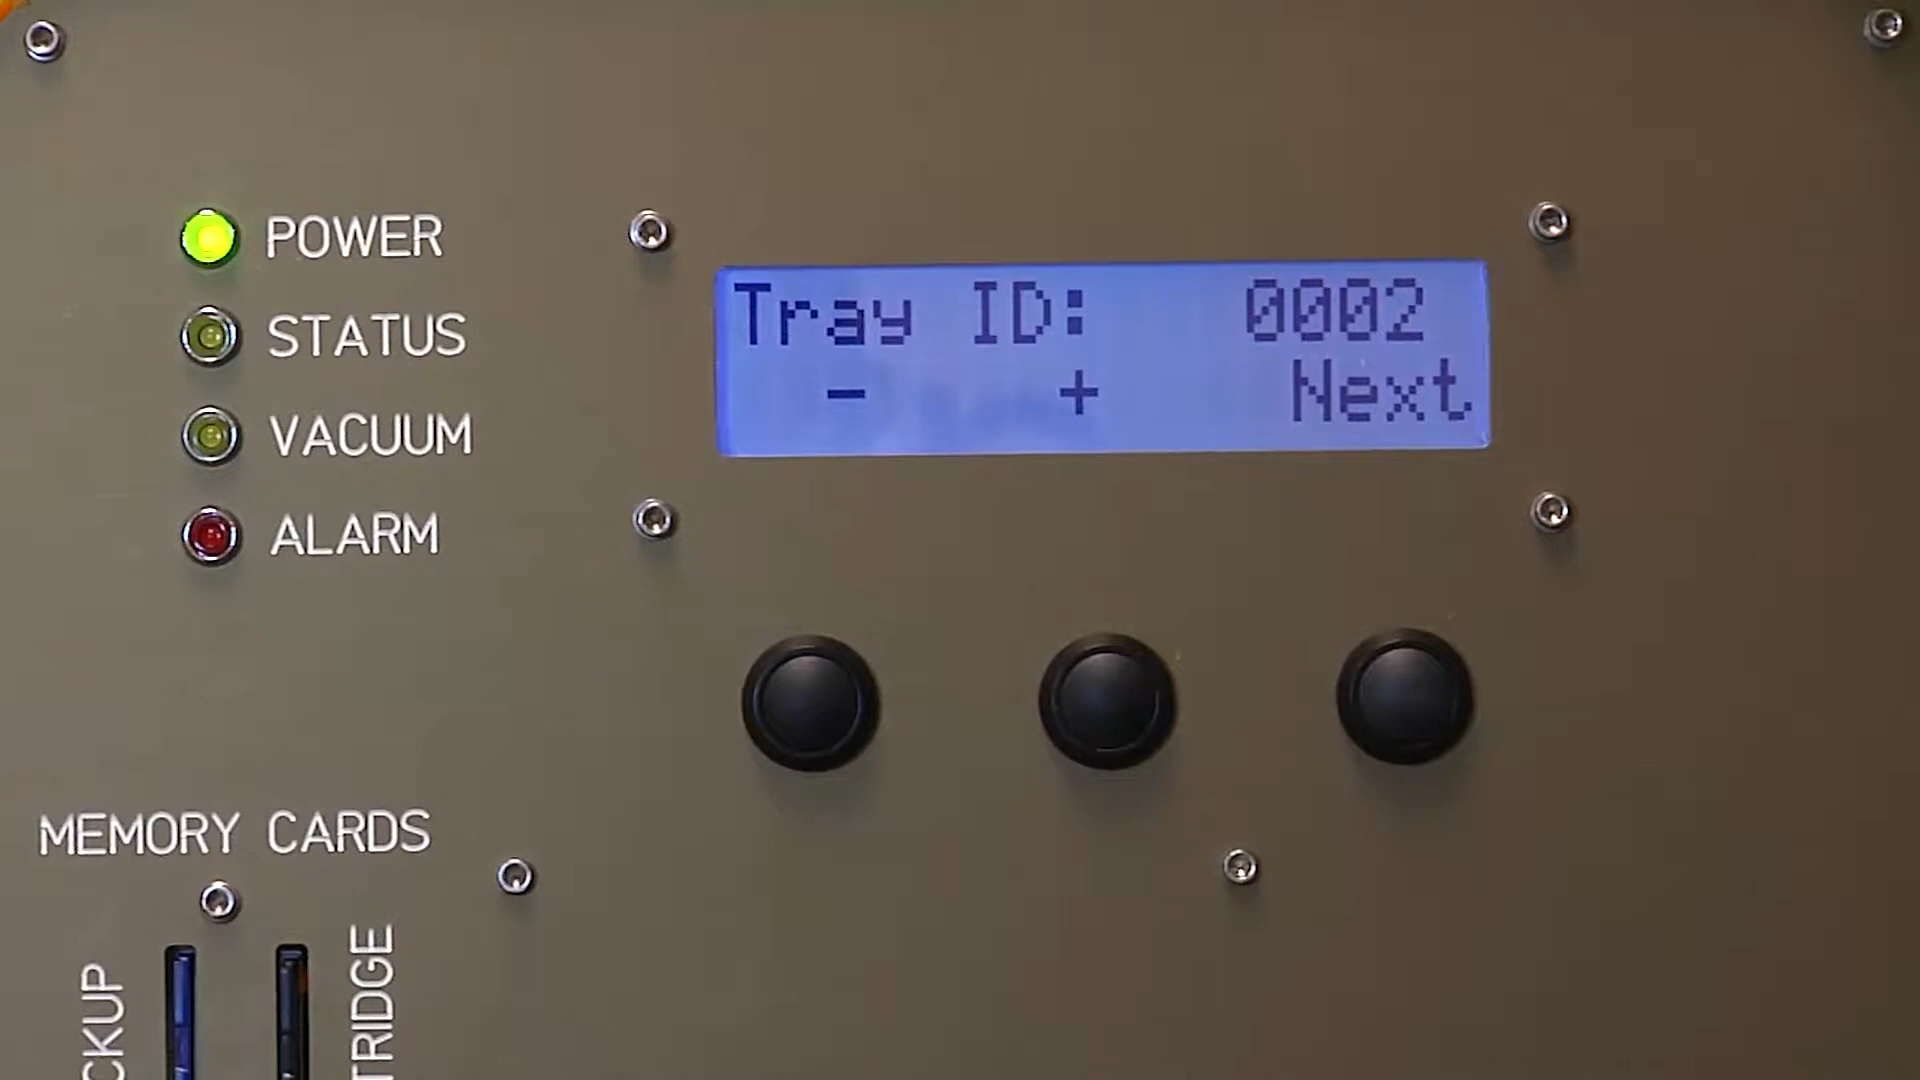 POWER
STATUS
VACUUM
ALARM
Tray ID: 0002
- + Next
MEMORY CARDS
CKUP
TRIDGE